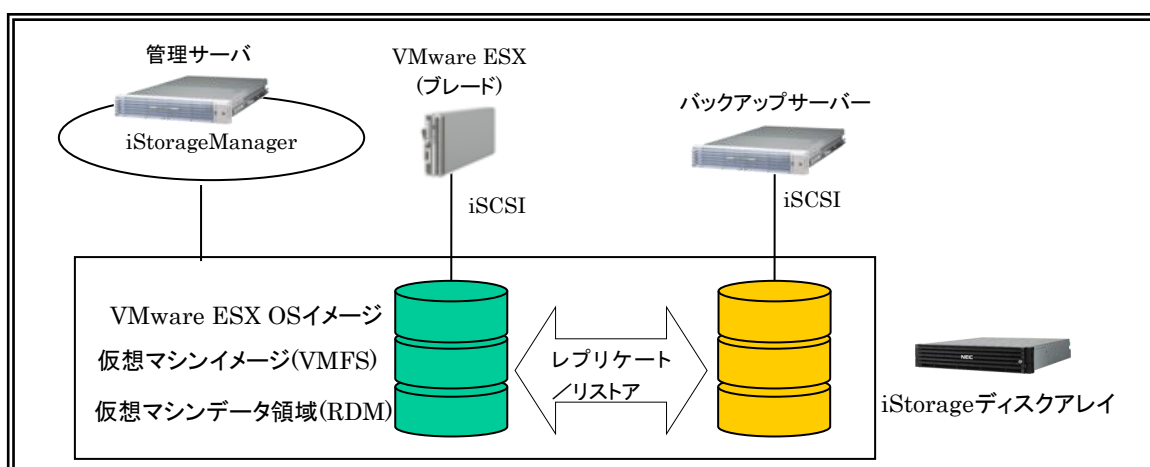 管理サーバ
iStorageManager
VMware ESX
(ブレード)
バックアップサーバー
iSCSI
iSCSI
VMware ESX OSイメージ
仮想マシンイメージ(VMFS)
仮想マシンデータ領域(RDM)
レプリケート
／リストア
NEC
iStorageディスクアレイ